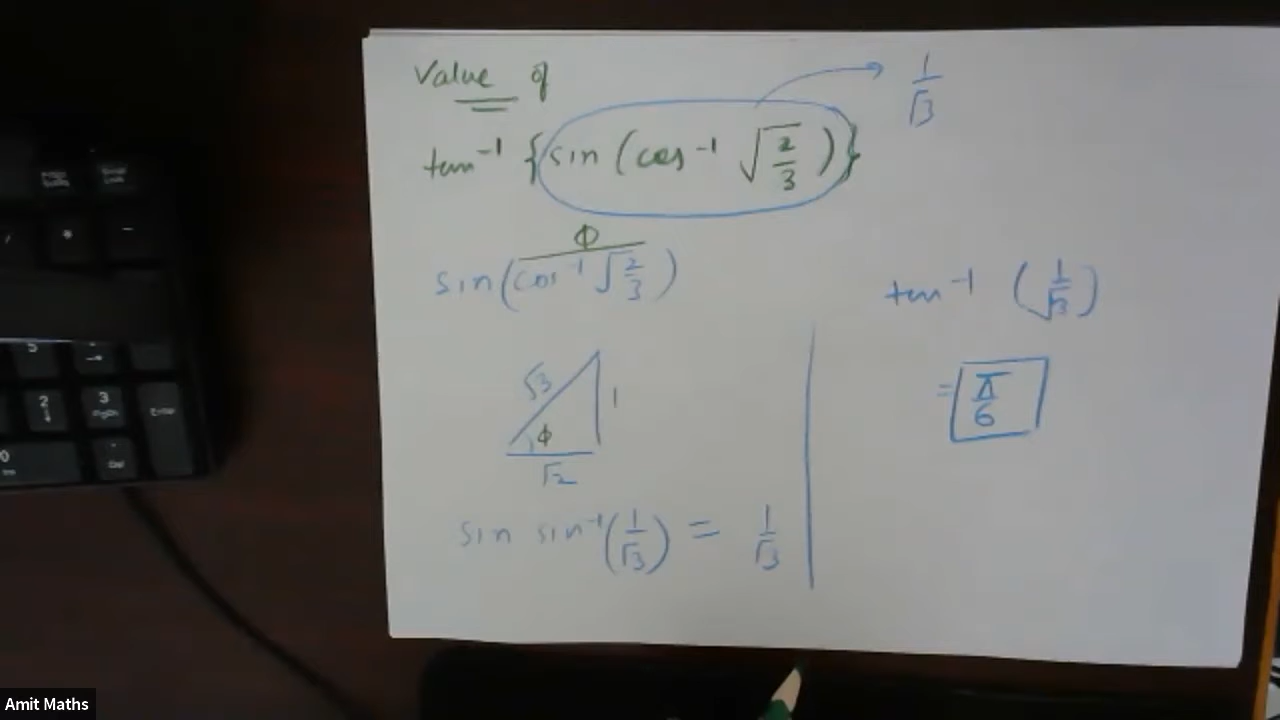 Value of
tan⁻¹ {sin (cos⁻¹ √(2/3))}
1/√3
ϕ
sin(cos⁻¹ √(2/3))
√3
1
ϕ
√2
sin sin⁻¹(1/√3) = 1/√3
tan⁻¹ (1/√3)
= π/6
Amit Maths